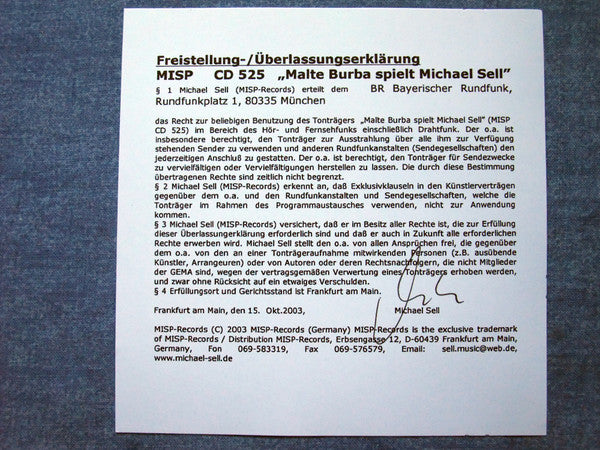 Freistellung-/Überlassungserklärung
MISP CD 525 „Malte Burba spielt Michael Sell”
§ 1 Michael Sell (MISP-Records) erteilt dem BR Bayerischer Rundfunk,
Rundfunkplatz 1, 80335 München
das Recht zur beliebigen Benutzung des Tonträgers „Malte Burba spielt Michael Sell” (MISP
CD 525) im Bereich des Hör- und Fernsehfunks einschließlich Drahtfunk. Der o.a. ist
insbesondere berechtigt, den Tonträger zur Ausstrahlung über alle ihm zur Verfügung
stehenden Sender zu verwenden und anderen Rundfunkanstalten (Sendegesellschaften) den
jederzeitigen Anschluß zu gestatten. Der o.a. ist berechtigt, den Tonträger für Sendezwecke
zu vervielfältigen oder Vervielfältigungen herstellen zu lassen. Die durch diese Bestimmung
übertragenen Rechte sind zeitlich nicht begrenzt.
§ 2 Michael Sell (MISP-Records) erkennt an, daß Exklusivklauseln in den Künstlerverträgen
gegenüber dem o.a. und den Rundfunkanstalten und Sendegesellschaften, welche die
Tonträger im Rahmen des Programmaustausches verwenden, nicht zur Anwendung
kommen.
§ 3 Michael Sell (MISP-Records) versichert, daß er im Besitz aller Rechte ist, die zur Erfüllung
dieser Überlassungserklärung erforderlich sind und daß er auch in Zukunft alle erforderlichen
Rechte erwerben wird. Michael Sell stellt den o.a. von allen Ansprüchen frei, die gegenüber
dem o.a. von den an einer Tonträgeraufnahme mitwirkenden Personen (z.B. ausübende
Künstler, Arrangeuren) oder von Autoren oder deren Rechtsnachfolgern, die nicht Mitglieder
der GEMA sind, wegen der vertragsgemäßen Verwertung eines Tonträgers erhoben werden,
und zwar ohne Rücksicht auf ein etwaiges Verschulden.
§ 4 Erfüllungsort und Gerichtsstand ist Frankfurt am Main.
Frankfurt am Main, den 15. Okt.2003, Michael Sell
MISP-Records (C) 2003 MISP-Records (Germany) MISP-Records is the exclusive trademark
of MISP-Records / Distribution MISP-Records, Erbsengasse 12, D-60439 Frankfurt am Main,
Germany, Fon 069-583319, Fax 069-576579, Email: sell.music@web.de,
www.michael-sell.de